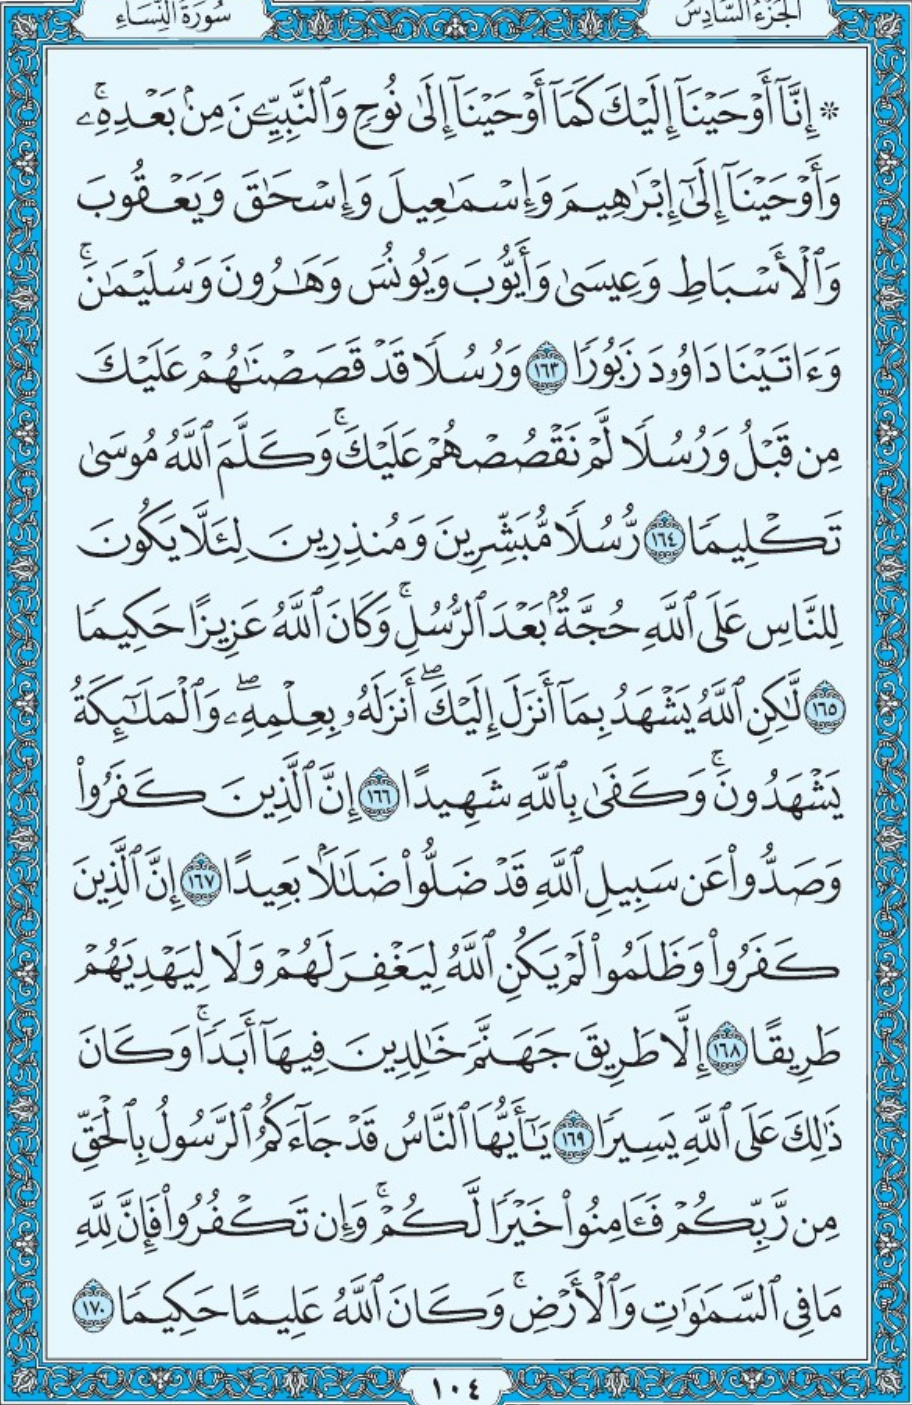 الجزء السادس
سورة النساء
* إِنَّآ أَوْحَيْنَآ إِلَيْكَ كَمَآ أَوْحَيْنَآ إِلَىٰ نُوحٍ وَٱلنَّبِيِّـۧنَ مِنۢ بَعْدِهِۦۚ
وَأَوْحَيْنَآ إِلَىٰٓ إِبْرَٰهِيمَ وَإِسْمَٰعِيلَ وَإِسْحَٰقَ وَيَعْقُوبَ
وَٱلْأَسْبَاطِ وَعِيسَىٰ وَأَيُّوبَ وَيُونُسَ وَهَٰرُونَ وَسُلَيْمَٰنَۚ
وَءَاتَيْنَا دَاوُۥدَ زَبُورًا ١٦٣ وَرُسُلًا قَدْ قَصَصْنَٰهُمْ عَلَيْكَ
مِن قَبْلُ وَرُسُلًا لَّمْ نَقْصُصْهُمْ عَلَيْكَۚ وَكَلَّمَ ٱللَّهُ مُوسَىٰ
تَكْلِيمًا ١٦٤ رُّسُلًا مُّبَشِّرِينَ وَمُنذِرِينَ لِئَلَّا يَكُونَ
لِلنَّاسِ عَلَى ٱللَّهِ حُجَّةٌۢ بَعْدَ ٱلرُّسُلِۚ وَكَانَ ٱللَّهُ عَزِيزًا حَكِيمًا
١٦٥ لَّٰكِنِ ٱللَّهُ يَشْهَدُ بِمَآ أَنزَلَ إِلَيْكَۖ أَنزَلَهُۥ بِعِلْمِهِۦۖ وَٱلْمَلَٰٓئِكَةُ
يَشْهَدُونَۚ وَكَفَىٰ بِٱللَّهِ شَهِيدًا ١٦٦ إِنَّ ٱلَّذِينَ كَفَرُوا۟
وَصَدُّوا۟ عَن سَبِيلِ ٱللَّهِ قَدْ ضَلُّوا۟ ضَلَٰلًۢا بَعِيدًا ١٦٧ إِنَّ ٱلَّذِينَ
كَفَرُوا۟ وَظَلَمُوا۟ لَمْ يَكُنِ ٱللَّهُ لِيَغْفِرَ لَهُمْ وَلَا لِيَهْدِيَهُمْ
طَرِيقًا ١٦٨ إِلَّا طَرِيقَ جَهَنَّمَ خَٰلِدِينَ فِيهَآ أَبَدًاۚ وَكَانَ
ذَٰلِكَ عَلَى ٱللَّهِ يَسِيرًا ١٦٩ يَٰٓأَيُّهَا ٱلنَّاسُ قَدْ جَآءَكُمُ ٱلرَّسُولُ بِٱلْحَقِّ
مِن رَّبِّكُمْ فَـَٔامِنُوا۟ خَيْرًا لَّكُمْۚ وَإِن تَكْفُرُوا۟ فَإِنَّ لِلَّهِ
مَا فِى ٱلسَّمَٰوَٰتِ وَٱلْأَرْضِۚ وَكَانَ ٱللَّهُ عَلِيمًا حَكِيمًا ١٧٠
١٠٤